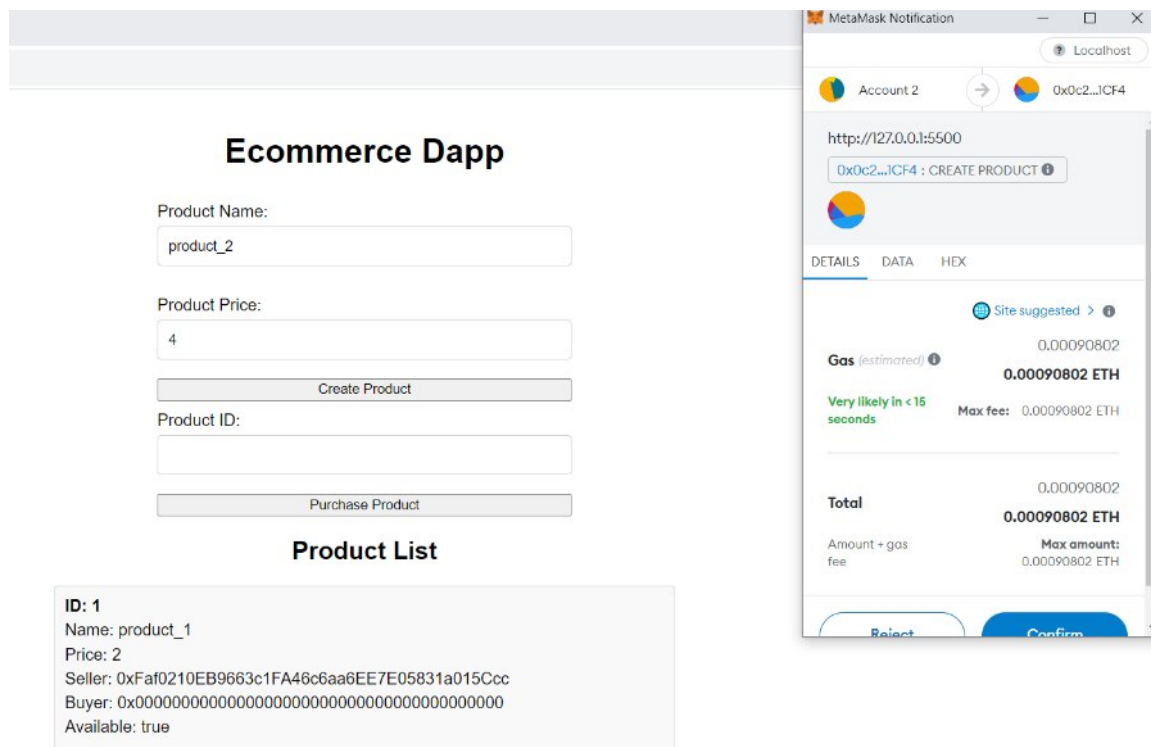 MetaMask Notification
Localhost
Account 2
0x0c2...1CF4
http://127.0.0.1:5500
0x0c2...1CF4 : CREATE PRODUCT
DETAILS DATA HEX
Site suggested >
0.00090802
Gas (estimated)
0.00090802 ETH
Very likely in < 15
seconds
Max fee: 0.00090802 ETH
0.00090802
Total
0.00090802 ETH
Amount + gas
fee
Max amount:
0.00090802 ETH
Reject
Confirm
Ecommerce Dapp
Product Name:
product_2
Product Price:
4
Create Product
Product ID:
Purchase Product
Product List
ID: 1
Name: product_1
Price: 2
Seller: 0xFaf0210EB9663c1FA46c6aa6EE7E05831a015Ccc
Buyer: 0x0000000000000000000000000000000000000000
Available: true